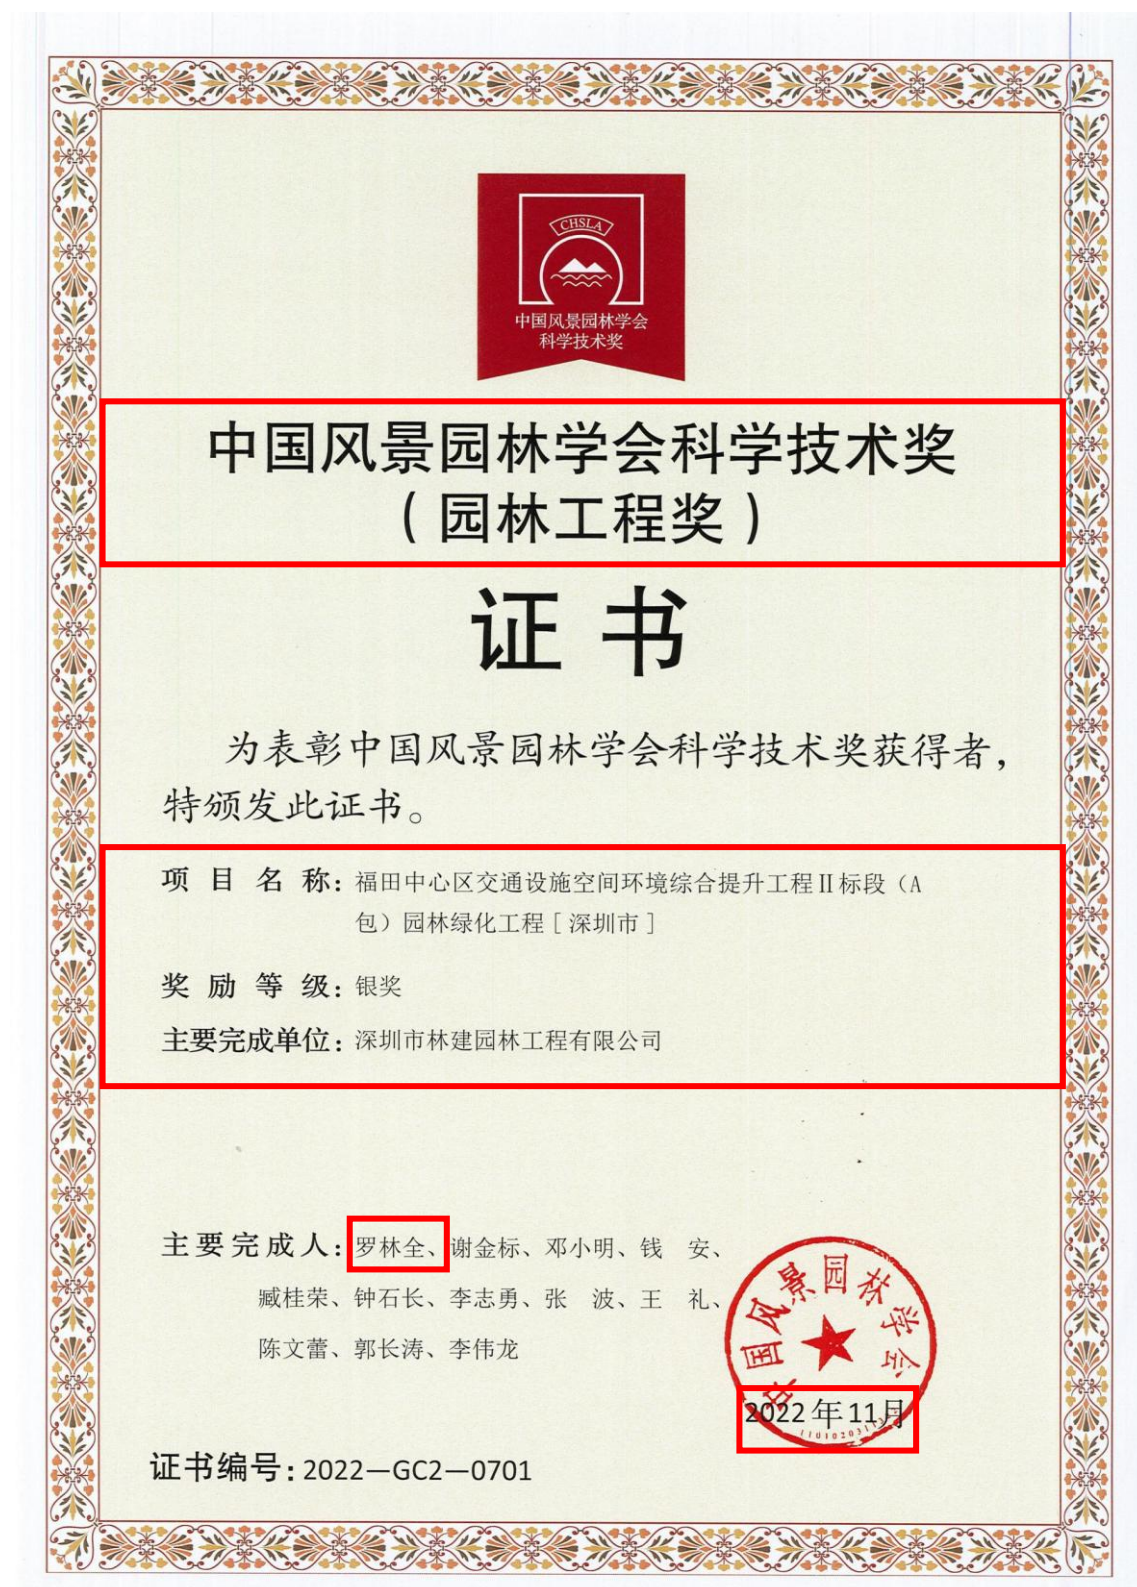 CHSLA
中国风景园林学会
科学技术奖
中国风景园林学会科学技术奖
（园林工程奖）
证书
为表彰中国风景园林学会科学技术奖获得者，
特颁发此证书。
项目名称：福田中心区交通设施空间环境综合提升工程Ⅱ标段（A
包）园林绿化工程［深圳市］
奖励等级：银奖
主要完成单位：深圳市林建园林工程有限公司
主要完成人：罗林全、谢金标、邓小明、钱 安、
臧桂荣、钟石长、李志勇、张 波、王 礼、
陈文蕾、郭长涛、李伟龙
中国风景园林学会
2022年11月
证书编号：2022—GC2—0701